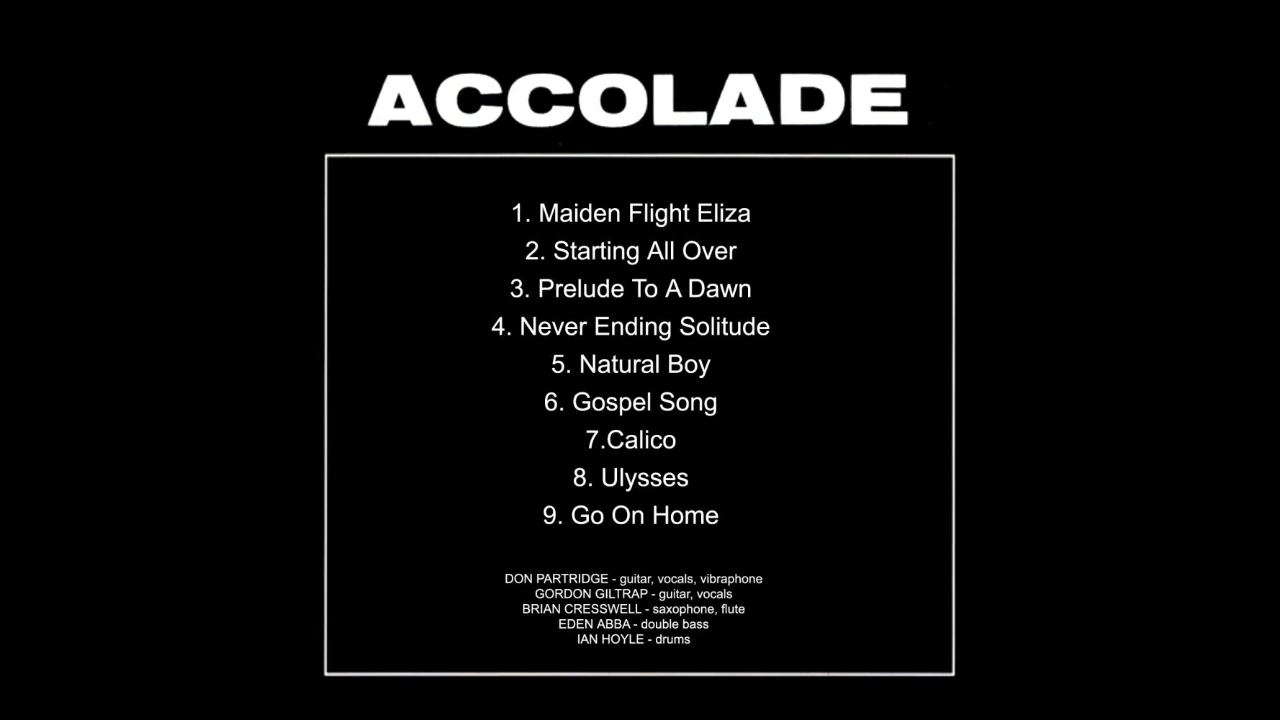 ACCOLADE
1. Maiden Flight Eliza
2. Starting All Over
3. Prelude To A Dawn
4. Never Ending Solitude
5. Natural Boy
6. Gospel Song
7.Calico
8. Ulysses
9. Go On Home
DON PARTRIDGE - guitar, vocals, vibraphone
GORDON GILTRAP - guitar, vocals
BRIAN CRESSWELL - saxophone, flute
EDEN ABBA - double bass
IAN HOYLE - drums